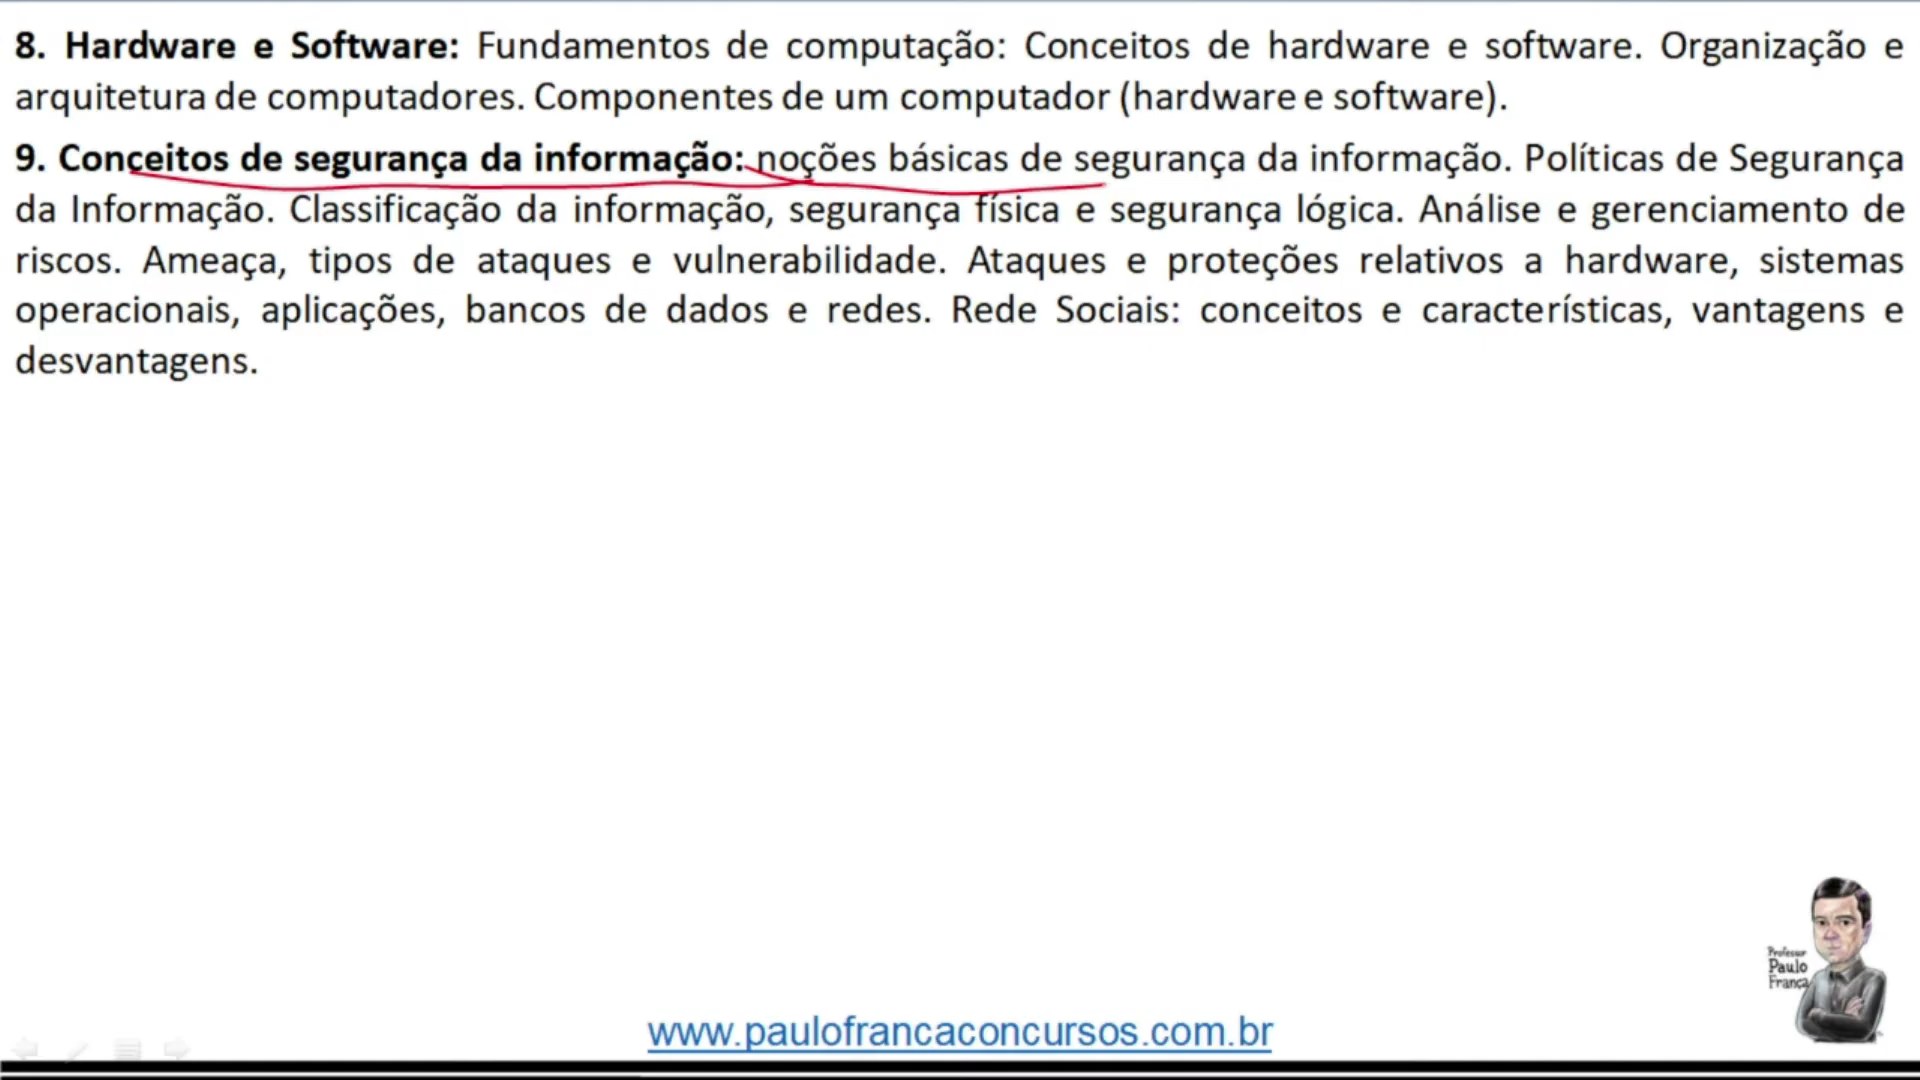 8. Hardware e Software: Fundamentos de computação: Conceitos de hardware e software. Organização e
arquitetura de computadores. Componentes de um computador (hardware e software).
9. Conceitos de segurança da informação: noções básicas de segurança da informação. Políticas de Segurança
da Informação. Classificação da informação, segurança física e segurança lógica. Análise e gerenciamento de
riscos. Ameaça, tipos de ataques e vulnerabilidade. Ataques e proteções relativos a hardware, sistemas
operacionais, aplicações, bancos de dados e redes. Rede Sociais: conceitos e características, vantagens e
desvantagens.
Professor
Paulo
França
www.paulofrancaconcursos.com.br